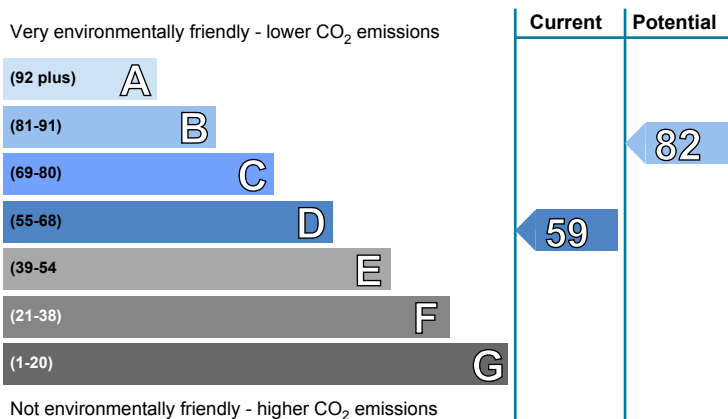 Current Potential
Very environmentally friendly - lower CO2 emissions
(92 plus) A
(81-91) B
82
(69-80) C
(55-68) D
59
(39-54 E
(21-38) F
(1-20) G
Not environmentally friendly - higher CO2 emissions